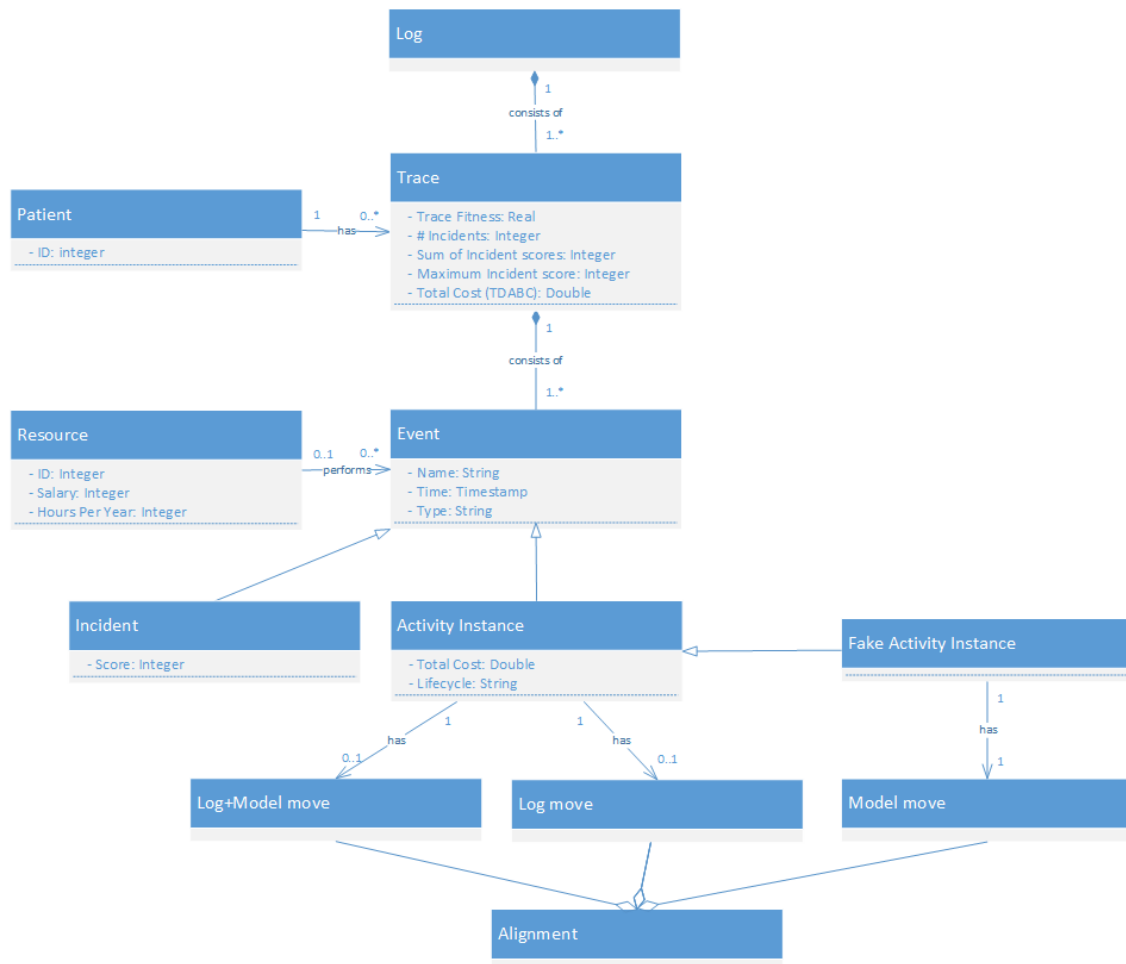 Log
1
consists of
1..*
Trace
- Trace Fitness: Real
- # Incidents: Integer
- Sum of Incident scores: Integer
- Maximum Incident score: Integer
- Total Cost (TDABC): Double
Patient
- ID: integer
1
0..*
has
1
consists of
1..*
Resource
- ID: Integer
- Salary: Integer
- Hours Per Year: Integer
0..1
0..*
performs
Event
- Name: String
- Time: Timestamp
- Type: String
Incident
- Score: Integer
Activity Instance
- Total Cost: Double
- Lifecycle: String
Fake Activity Instance
1
has
0..1
1
has
0..1
1
has
1
Log+Model move
Log move
Model move
Alignment